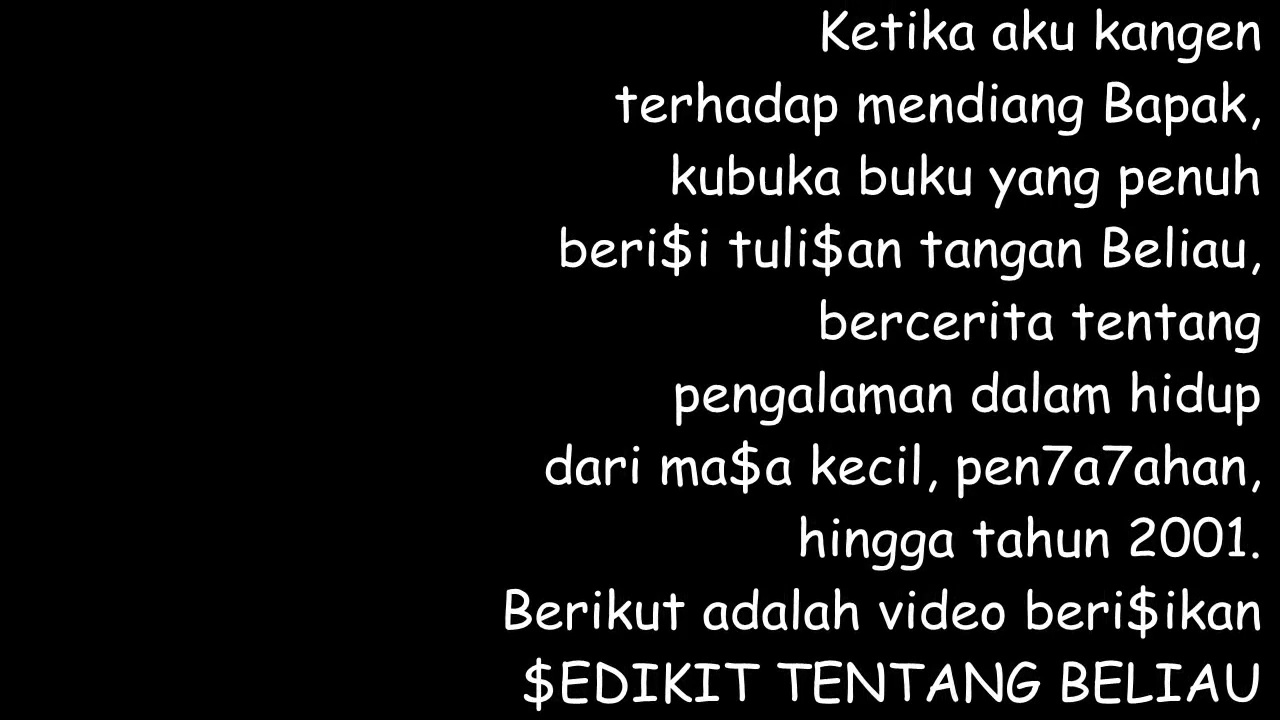 Ketika aku kangen
terhadap mendiang Bapak,
kubuka buku yang penuh
beri$i tuli$an tangan Beliau,
bercerita tentang
pengalaman dalam hidup
dari ma$a kecil, pen7a7ahan,
hingga tahun 2001.
Berikut adalah video beri$ikan
$EDIKIT TENTANG BELIAU